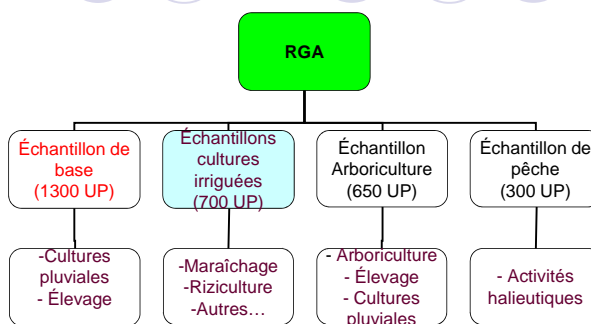 RGA
Échantillon de
base
(1300 UP)
Échantillons
cultures
irriguées
(700 UP)
Échantillon
Arboriculture
(650 UP)
Échantillon de
pêche
(300 UP)
-Cultures
pluviales
- Élevage
-Maraîchage
-Riziculture
-Autres…
- Arboriculture
- Élevage
- Cultures
pluviales
- Activités
halieutiques